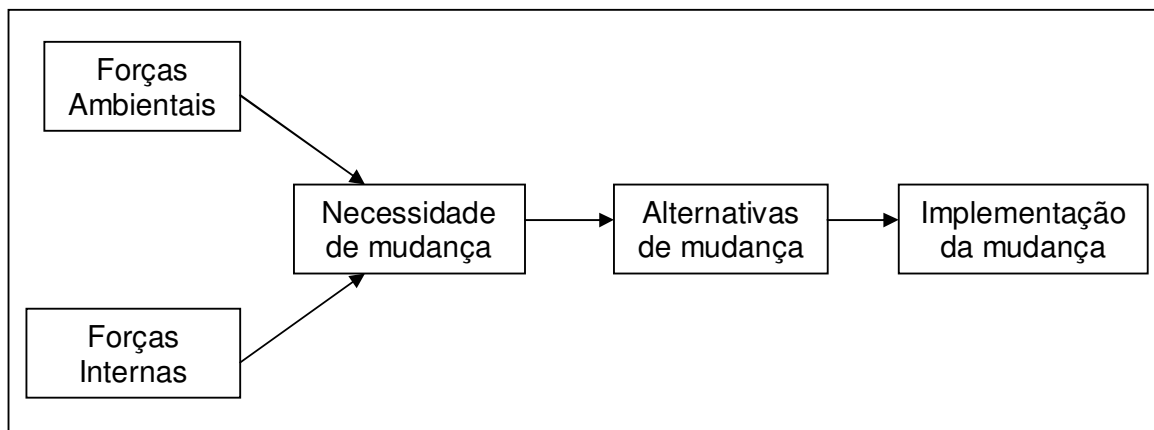 Forças
Ambientais
Necessidade
de mudança
Alternativas
de mudança
Implementação
da mudança
Forças
Internas